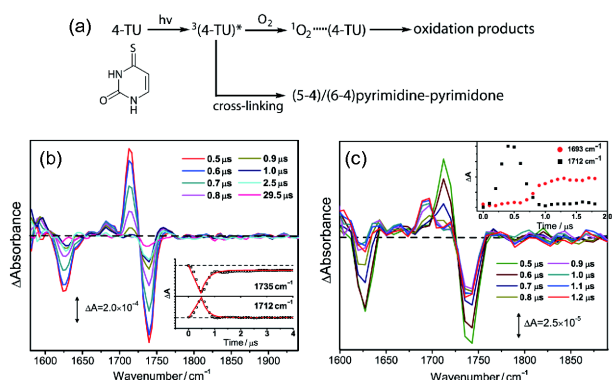 (a)
4-TU hν ³(4-TU)* O₂ ¹O₂·····(4-TU) oxidation products
S
HN
O N
H
cross-linking
(5-4)/(6-4)pyrimidine-pyrimidone
(b)
0.5 μs 0.9 μs
0.6 μs 1.0 μs
0.7 μs 2.5 μs
0.8 μs 29.5 μs
ΔAbsorbance
ΔA=2.0×10⁻⁴
ΔA
1735 cm⁻¹
1712 cm⁻¹
0 1 2 3 4
Time / μs
1600 1650 1700 1750 1800 1850 1900
Wavenumber/cm⁻¹
(c)
1693 cm⁻¹
1712 cm⁻¹
ΔA
0.0 0.5 1.0 1.5 2.0
Time / μs
ΔAbsorbance
0.5 μs 0.9 μs
0.6 μs 1.0 μs
0.7 μs 1.1 μs
0.8 μs 1.2 μs
ΔA=2.5×10⁻⁵
1600 1650 1700 1750 1800 1850
Wavenumber/cm⁻¹